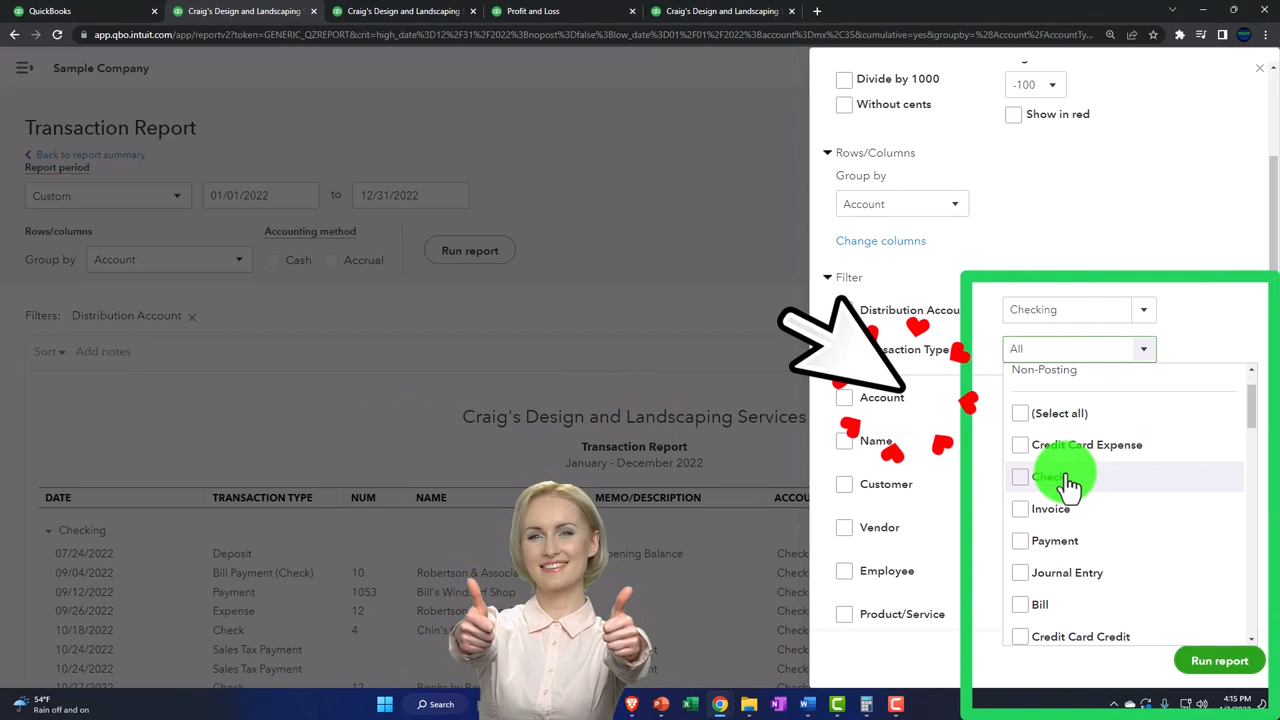 QuickBooks
Craig's Design and Landscaping
Craig's Design and Landscaping
Profit and Loss
Craig's Design and Landscaping
app.qbo.intuit.com/app/reportv2?token=GENERIC_QZREPORT&crit=high_date%3D12%2F31%2F2022%3Bnopost%3Dfalse%3Blow_date%3D01%2F01%2F2022%3Baccount%3Dmx%2C35%3Bcashless%3Dyes&groupby=%28Account%29%2CAccountTy...
Sample Company
Divide by 1000
-100
Without cents
Show in red
Transaction Report
Back to report summary
Report period
Rows/Columns
Group by
Custom
01/01/2022
to
12/31/2022
Account
Rows/columns
Accounting method
Change columns
Group by
Account
Cash
Accrual
Run report
Filter
Filters:
Distribution Account
Distribution Accou
Checking
Sort
Add notes
saction Type
All
Non-Posting
Account
(Select all)
Craig's Design and Landscaping Services
Name
Credit Card Expense
Transaction Report
January - December 2022
Customer
Check
DATE
TRANSACTION TYPE
NUM
NAME
MEMO/DESCRIPTION
ACCOU
Invoice
Checking
Vendor
Payment
07/24/2022
Deposit
pening Balance
Check
09/04/2022
Bill Payment (Check)
10
Robertson & Associa
Check
Employee
Journal Entry
09/12/2022
Payment
1053
Bill's Windsurf Shop
Check
Bill
09/26/2022
Expense
12
Robertson
Check
Product/Service
10/18/2022
Check
4
Chin's
Check
Credit Card Credit
10/24/2022
Sales Tax Payment
Check
10/24/2022
Sales Tax Payment
Check
Run report
54°F
Rain off and on
Search
4:15 PM